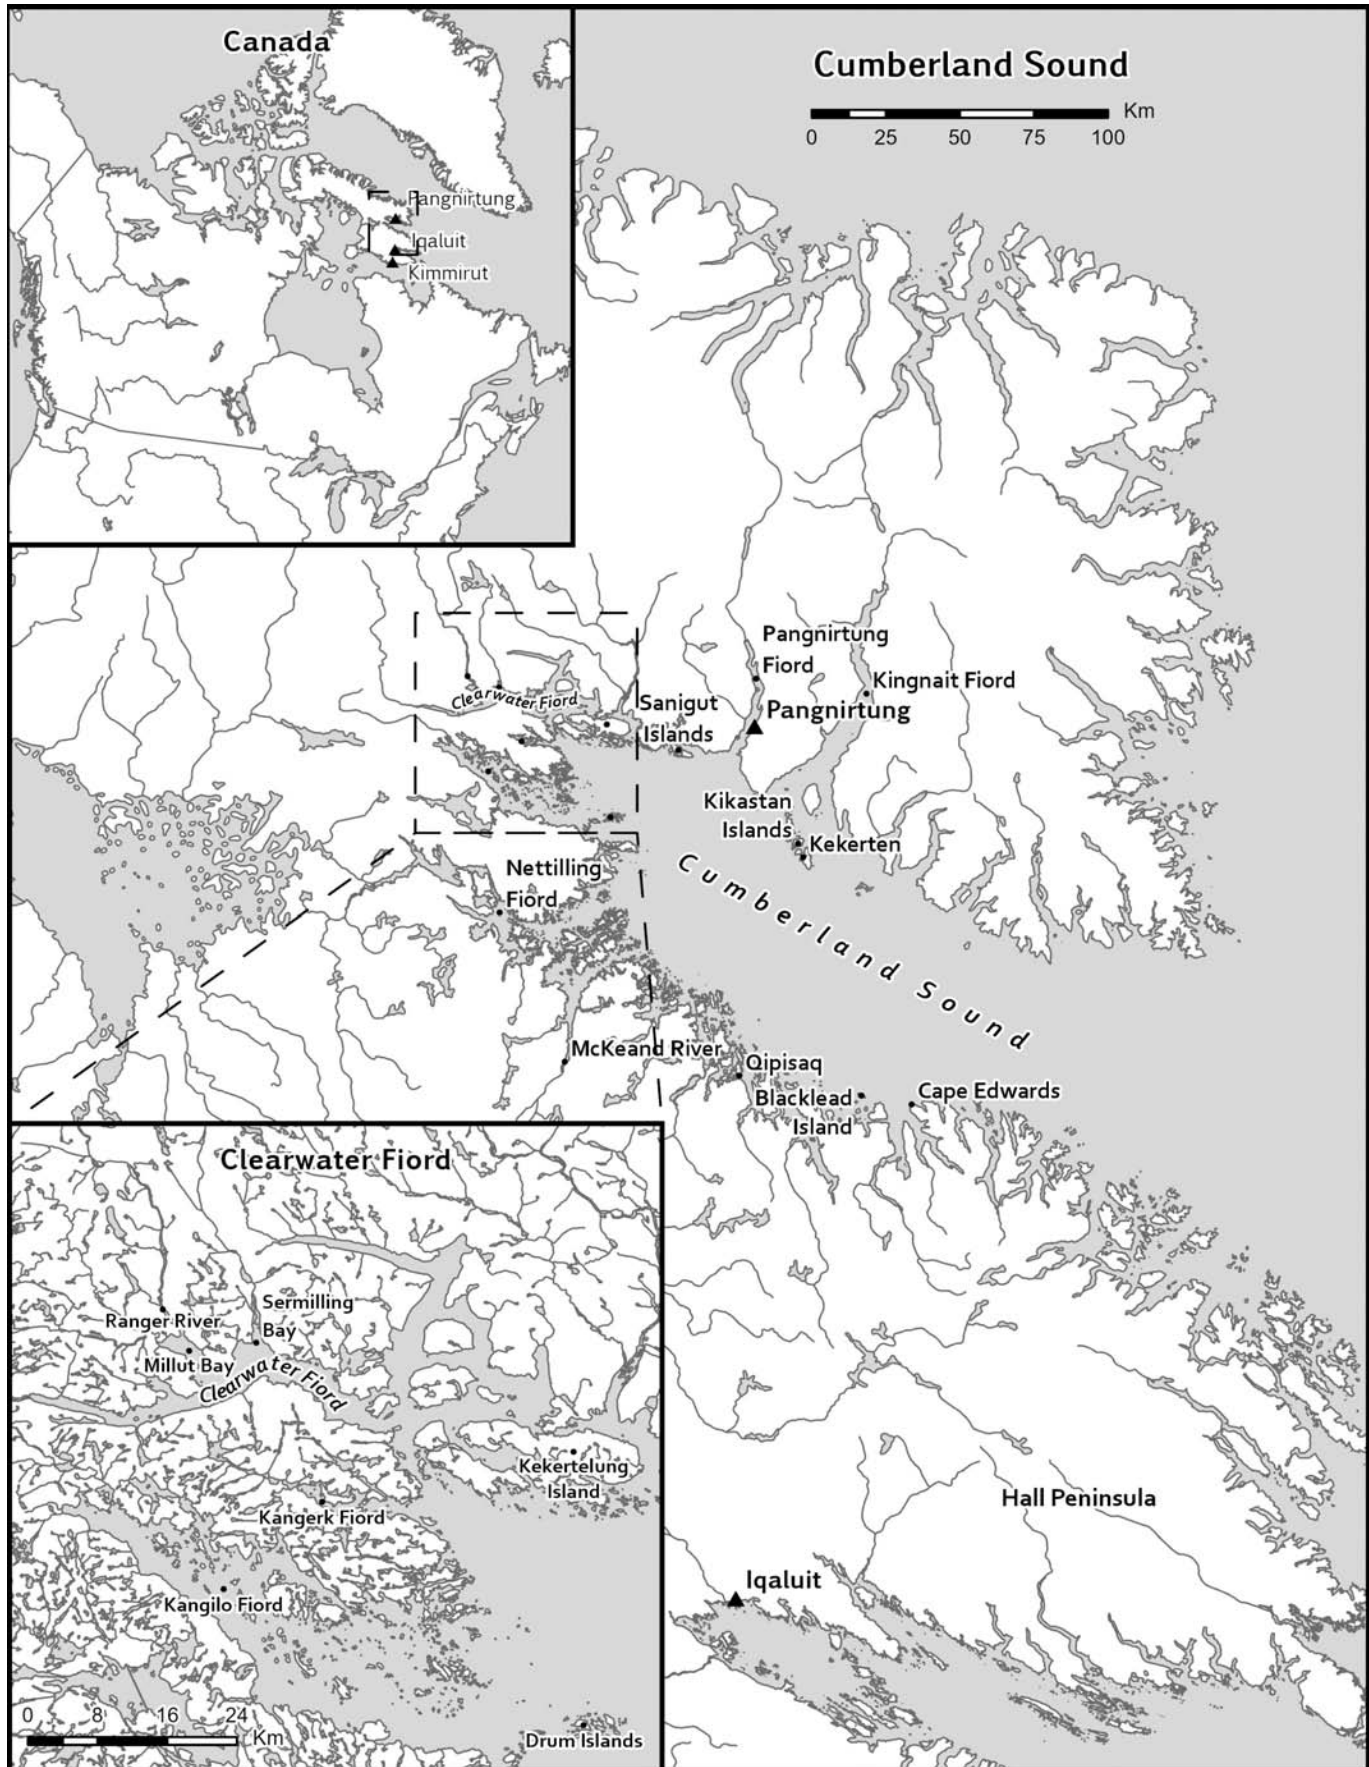 Canada
Pangnirtung
Iqaluit
Kimmirut
Cumberland Sound
Km
0 25 50 75 100
Pangnirtung
Fiord
Kingnait Fiord
Clearwater Fiord
Sanigut
Islands
Pangnirtung
Kikastan
Islands
Kekerten
Nettilling
Fiord
Cumberland Sound
McKeand River
Qipisaq
Blacklead
Island
Cape Edwards
Clearwater Fiord
Ranger River
Sermilling
Bay
Millut Bay
Clearwater Fiord
Kekertelung
Island
Kangerk Fiord
Kangilo Fiord
0 8 16 24
Km
Drum Islands
Hall Peninsula
Iqaluit